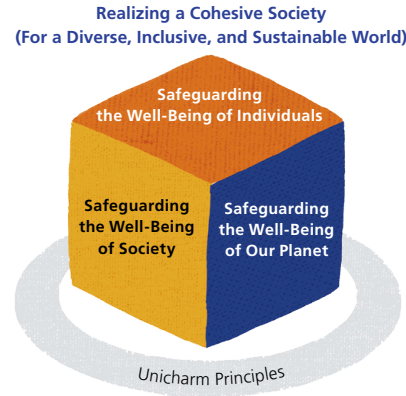 Realizing a Cohesive Society
(For a Diverse, Inclusive, and Sustainable World)
Safeguarding
the Well-Being of Individuals
Safeguarding
the Well-Being
of Society
Safeguarding
the Well-Being
of Our Planet
Unicharm Principles